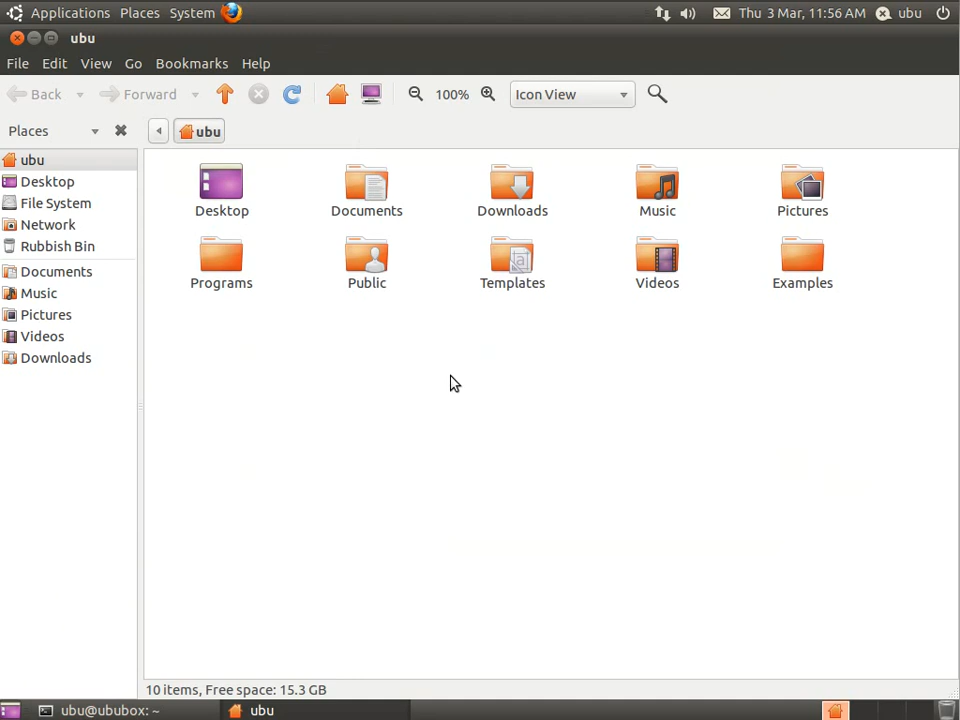 Applications Places System Thu 3 Mar, 11:56 AM ubu
ubu
File Edit View Go Bookmarks Help
Back Forward 100% Icon View
Places ubu
ubu
Desktop
File System
Network
Rubbish Bin
Documents
Music
Pictures
Videos
Downloads
Desktop Documents Downloads Music Pictures
Programs Public Templates Videos Examples
10 items, Free space: 15.3 GB
ubu@ububox: ~ ubu